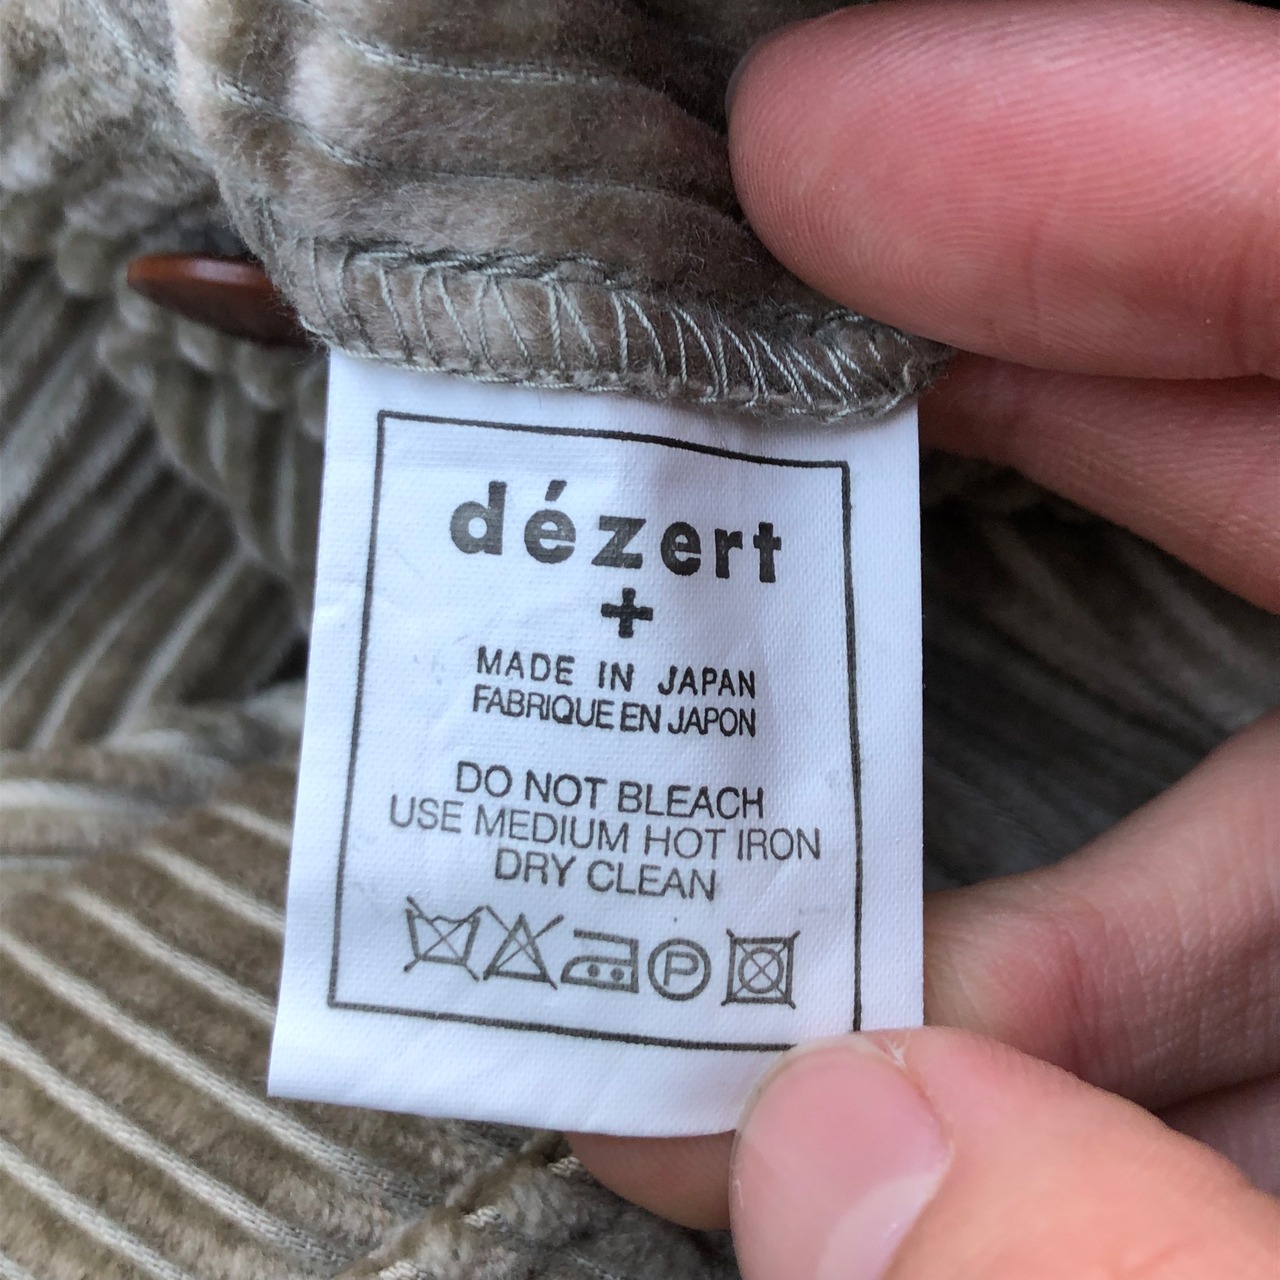 dézert
+
MADE IN JAPAN
FABRIQUE EN JAPON
DO NOT BLEACH
USE MEDIUM HOT IRON
DRY CLEAN
P